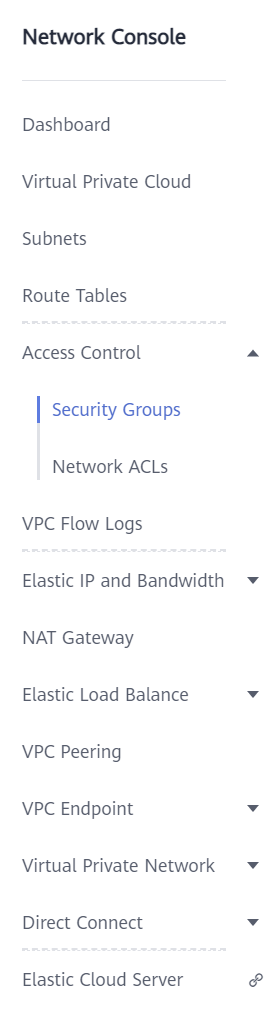 Network Console
Dashboard
Virtual Private Cloud
Subnets
Route Tables
Access Control
Security Groups
Network ACLs
VPC Flow Logs
Elastic IP and Bandwidth
NAT Gateway
Elastic Load Balance
VPC Peering
VPC Endpoint
Virtual Private Network
Direct Connect
Elastic Cloud Server